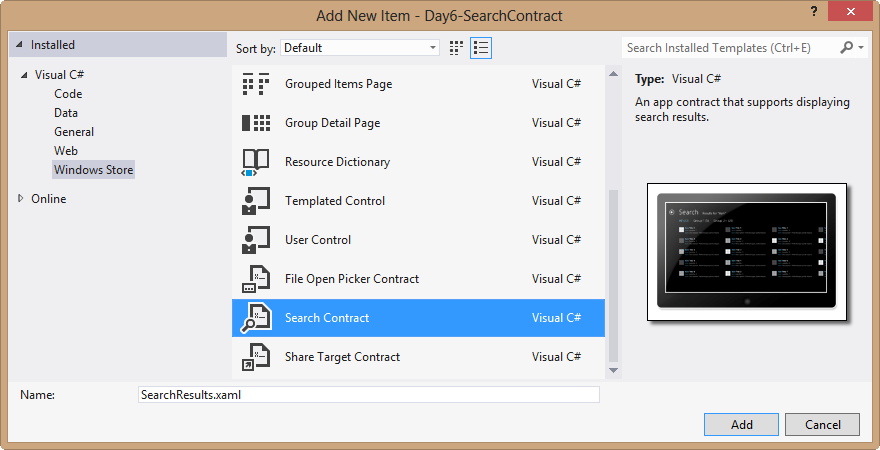 Add New Item - Day6-SearchContract
?
Installed
Sort by: Default
Search Installed Templates (Ctrl+E)
Visual C#
Code
Data
General
Web
Windows Store
Online
Grouped Items Page Visual C#
Group Detail Page Visual C#
Resource Dictionary Visual C#
Templated Control Visual C#
User Control Visual C#
File Open Picker Contract Visual C#
Search Contract Visual C#
Share Target Contract Visual C#
Type: Visual C#
An app contract that supports displaying
search results.
Search
Name: SearchResults.xaml
Add Cancel